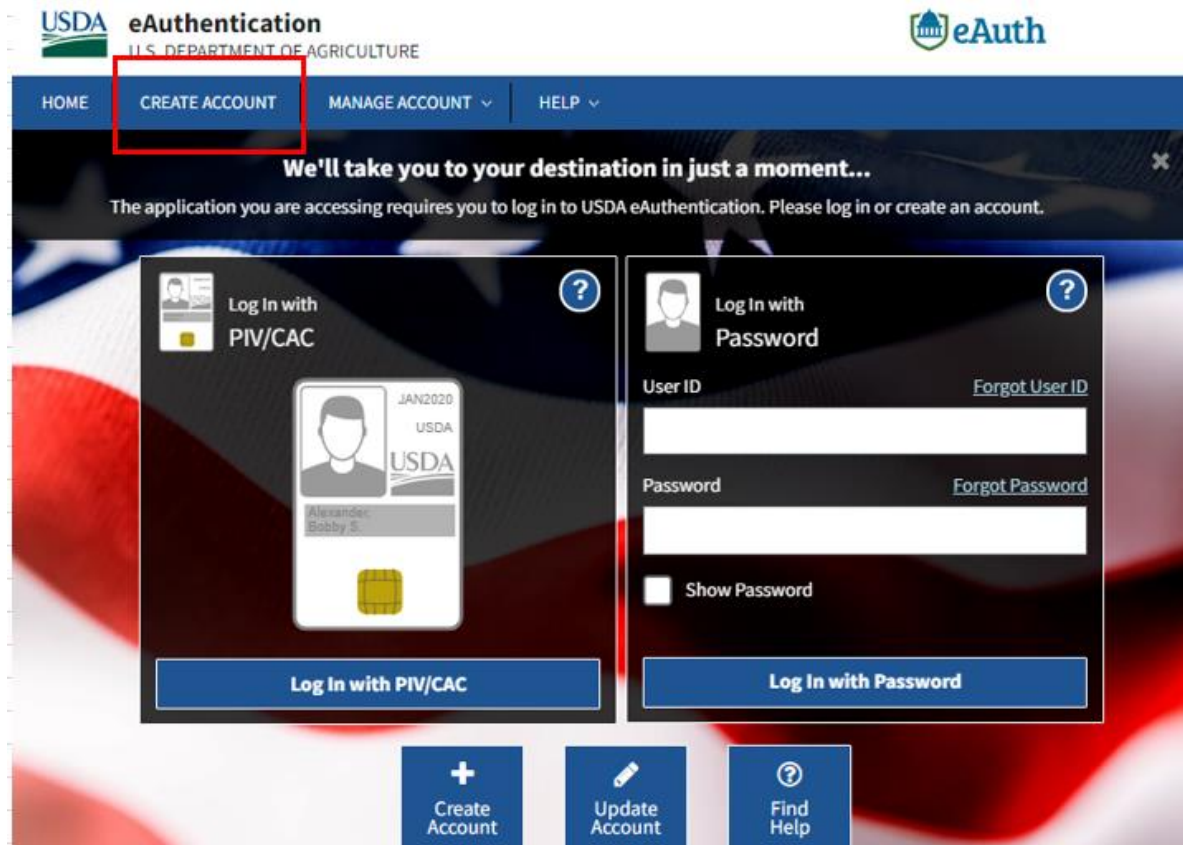 USDA
eAuthentication
U.S. DEPARTMENT OF AGRICULTURE
eAuth
HOME CREATE ACCOUNT MANAGE ACCOUNT HELP
We'll take you to your destination in just a moment...
The application you are accessing requires you to log in to USDA eAuthentication. Please log in or create an account.
Log In with
PIV/CAC
?
JAN2020
USDA
USDA
Alexander,
Bobby S.
Log In with PIV/CAC
Log In with
Password
?
User ID Forgot User ID
Password Forgot Password
Show Password
Log In with Password
Create
Account
Update
Account
?
Find
Help